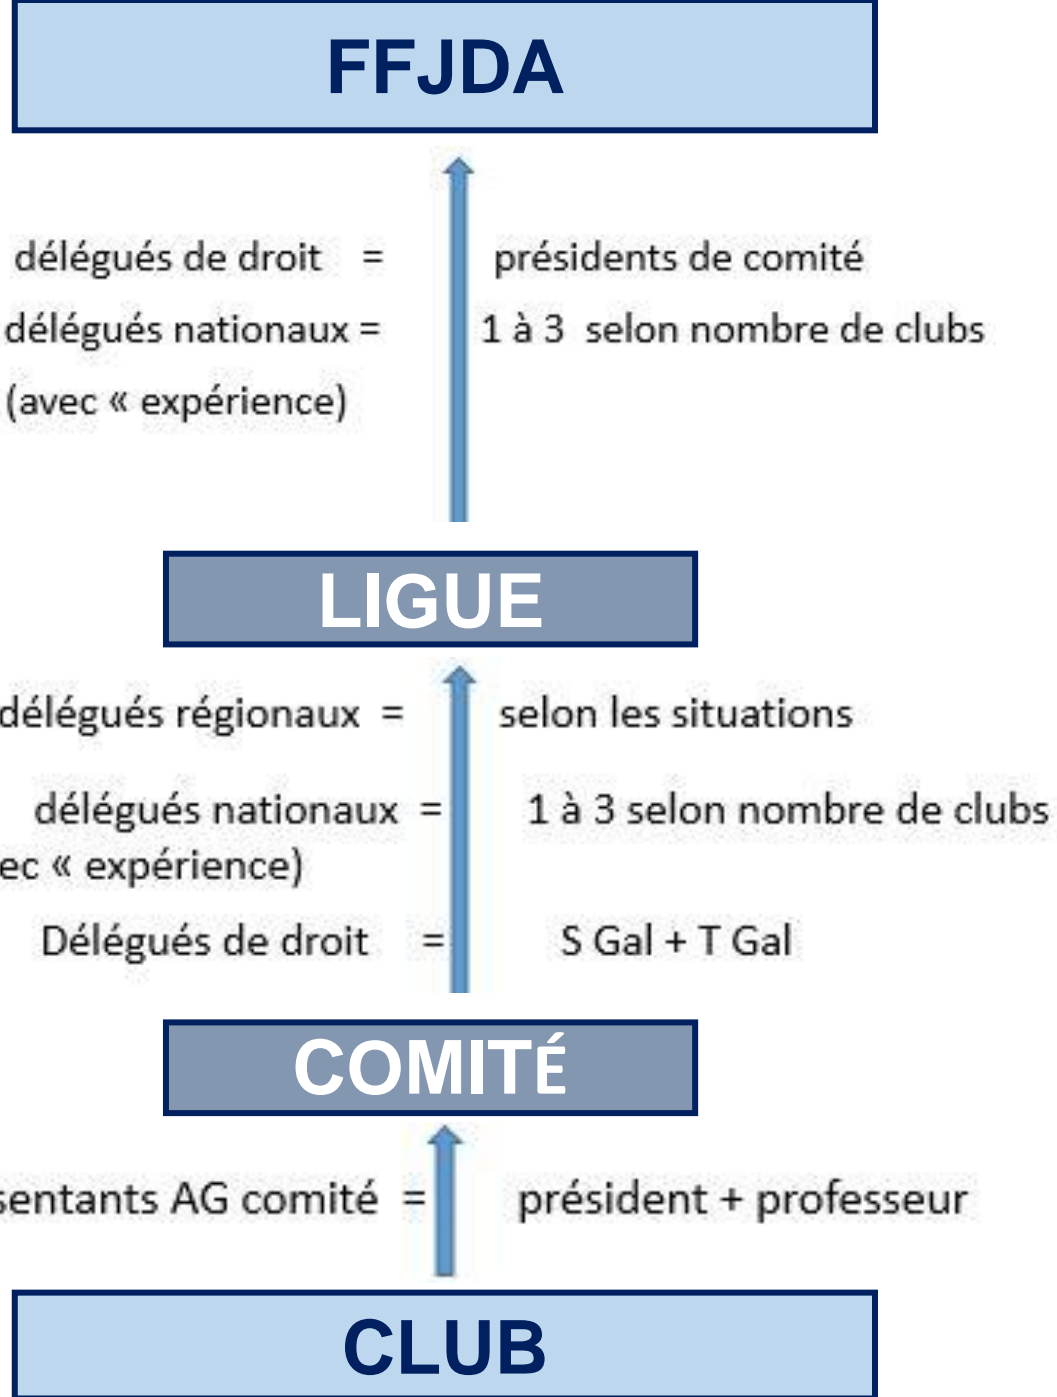 FFJDA
délégués de droit = présidents de comité
délégués nationaux = 1 à 3 selon nombre de clubs
(avec « expérience)
LIGUE
délégués régionaux = selon les situations
délégués nationaux = 1 à 3 selon nombre de clubs
ec « expérience)
Délégués de droit = S Gal + T Gal
COMITÉ
sentants AG comité = président + professeur
CLUB